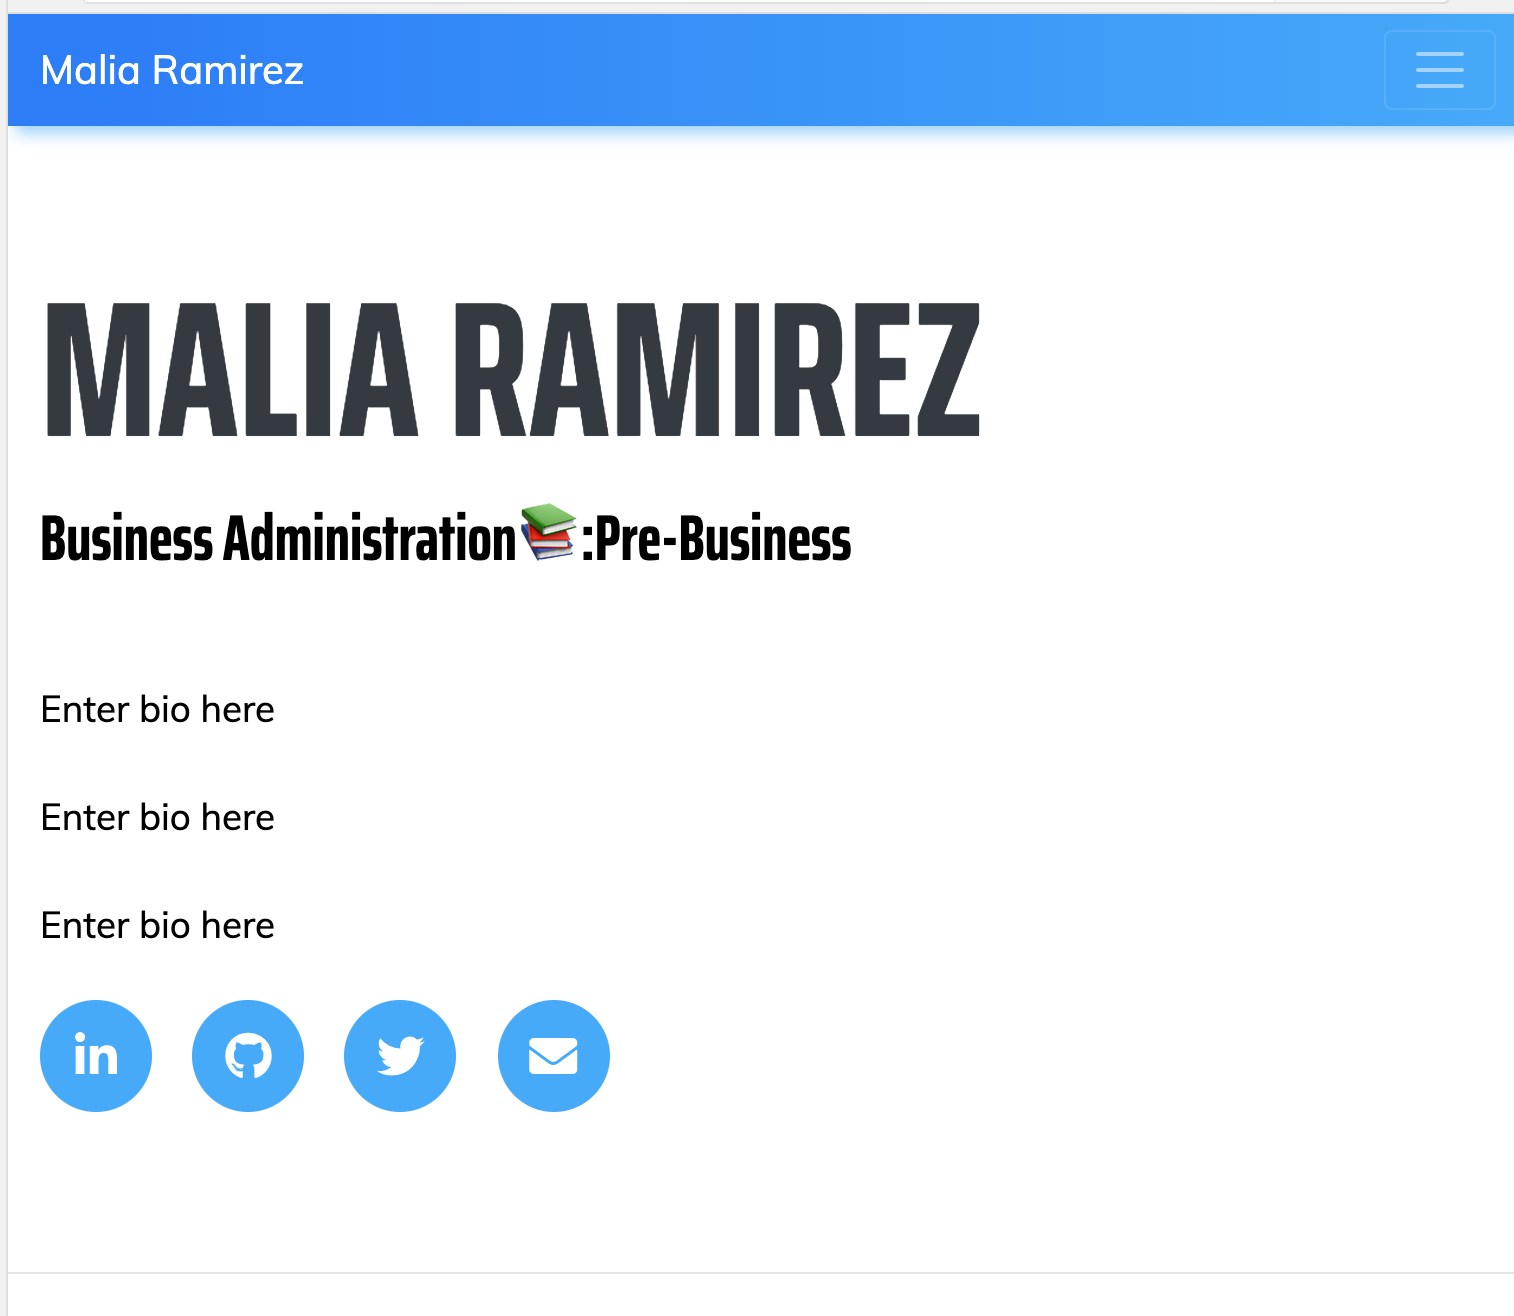 Malia Ramirez
MALIA RAMIREZ
Business Administration📚:Pre-Business
Enter bio here
Enter bio here
Enter bio here
in